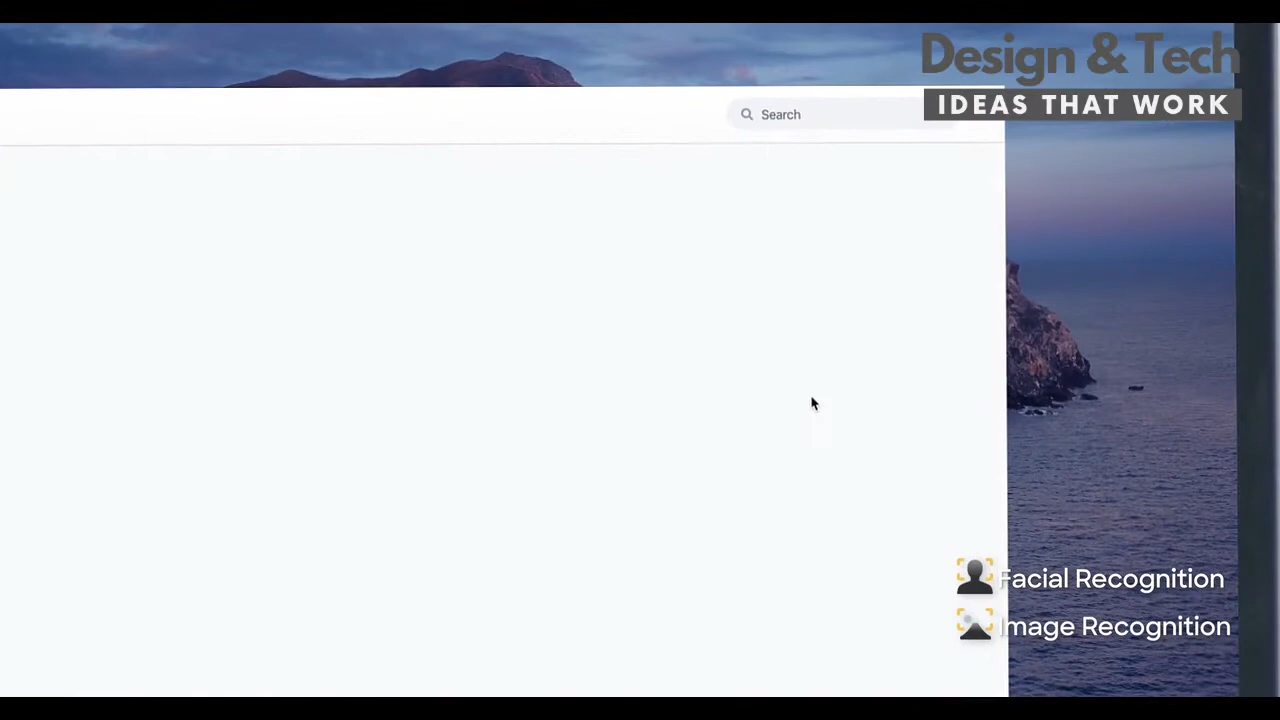 Design & Tech
IDEAS THAT WORK
Search
Facial Recognition
Image Recognition